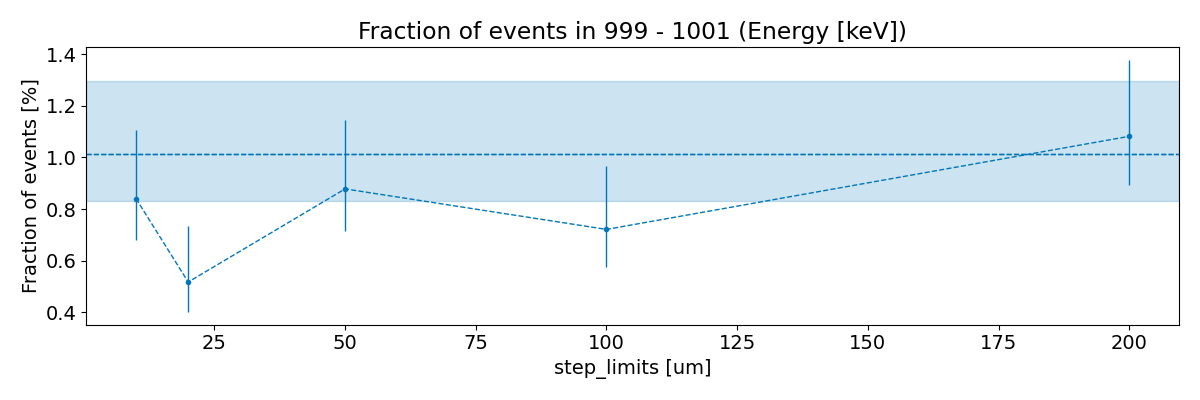 Fraction of events in 999 - 1001 (Energy [keV])
Fraction of events [%]
1.4
1.2
1.0
0.8
0.6
0.4
25 50 75 100 125 150 175 200
step_limits [um]